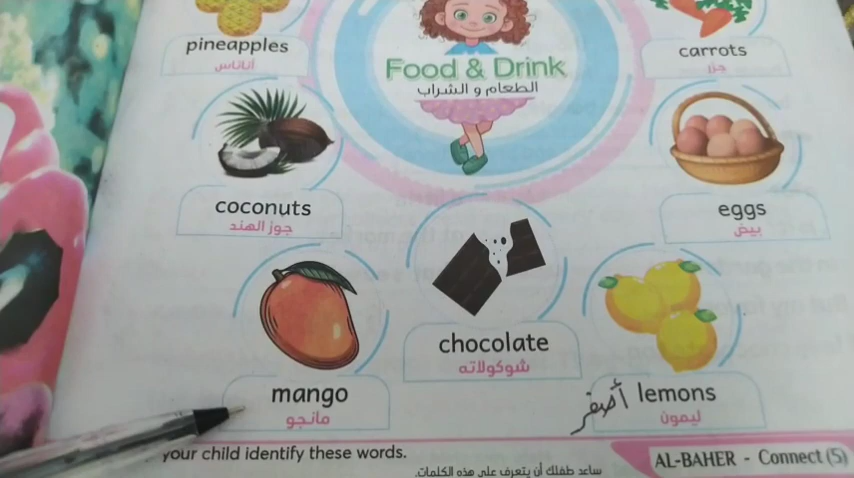 pineapples
أناناس
carrots
جزر
Food & Drink
الطعام و الشراب
coconuts
جوز الهند
eggs
بيض
chocolate
شوكولاته
mango
مانجو
أصفر lemons
ليمون
your child identify these words.
ساعد طفلك أن يتعرف على هذه الكلمات.
AL-BAHER - Connect (5)